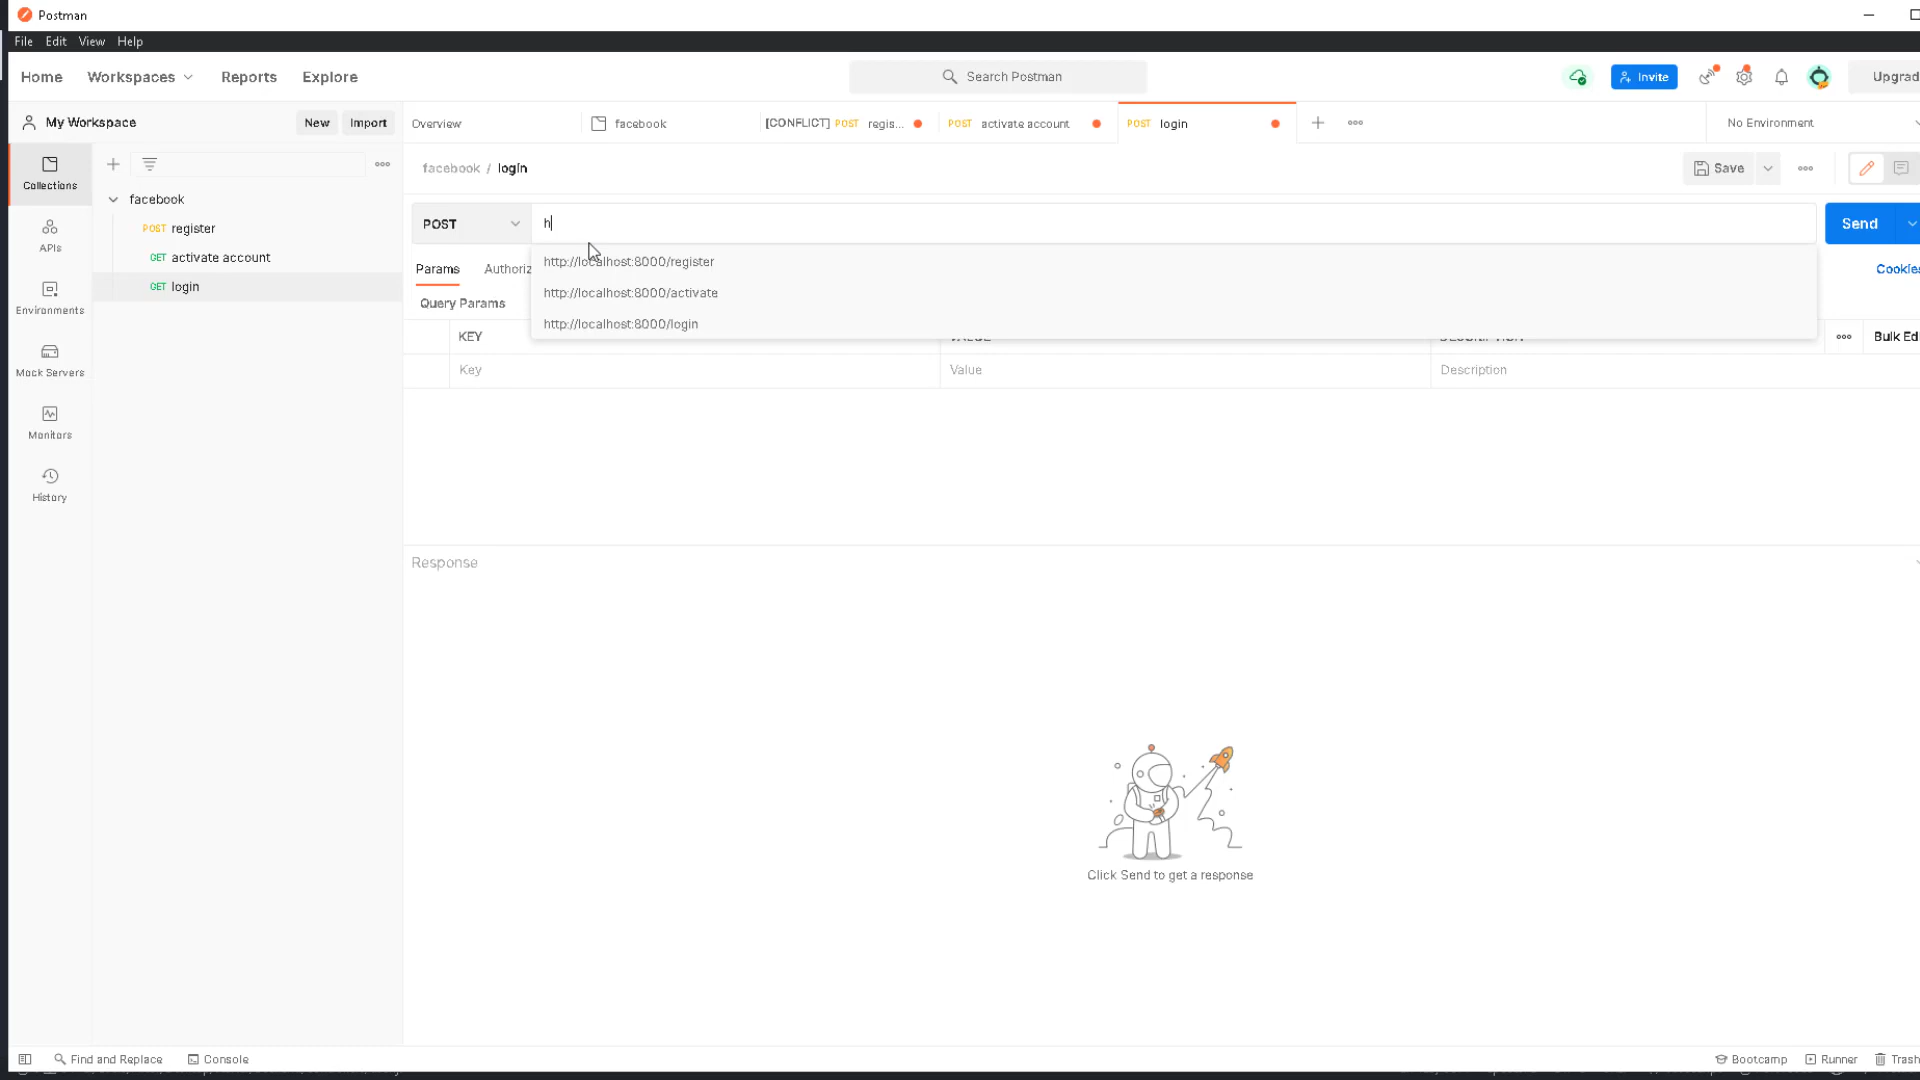 Postman
File Edit View Help
Home Workspaces Reports Explore Search Postman Invite Upgrad
My Workspace New Import Overview facebook [CONFLICT] POST regis... POST activate account POST login No Environment
Collections
facebook
POST register
GET activate account
GET login
APIs
Environments
Mock Servers
Monitors
History
facebook / login Save
POST h Send
http://localhost:8000/register
http://localhost:8000/activate
http://localhost:8000/login
Params Authoriz Cookies
Query Params
KEY Bulk Ed
Key Value Description
Response
Click Send to get a response
Find and Replace Console Bootcamp Runner Trash